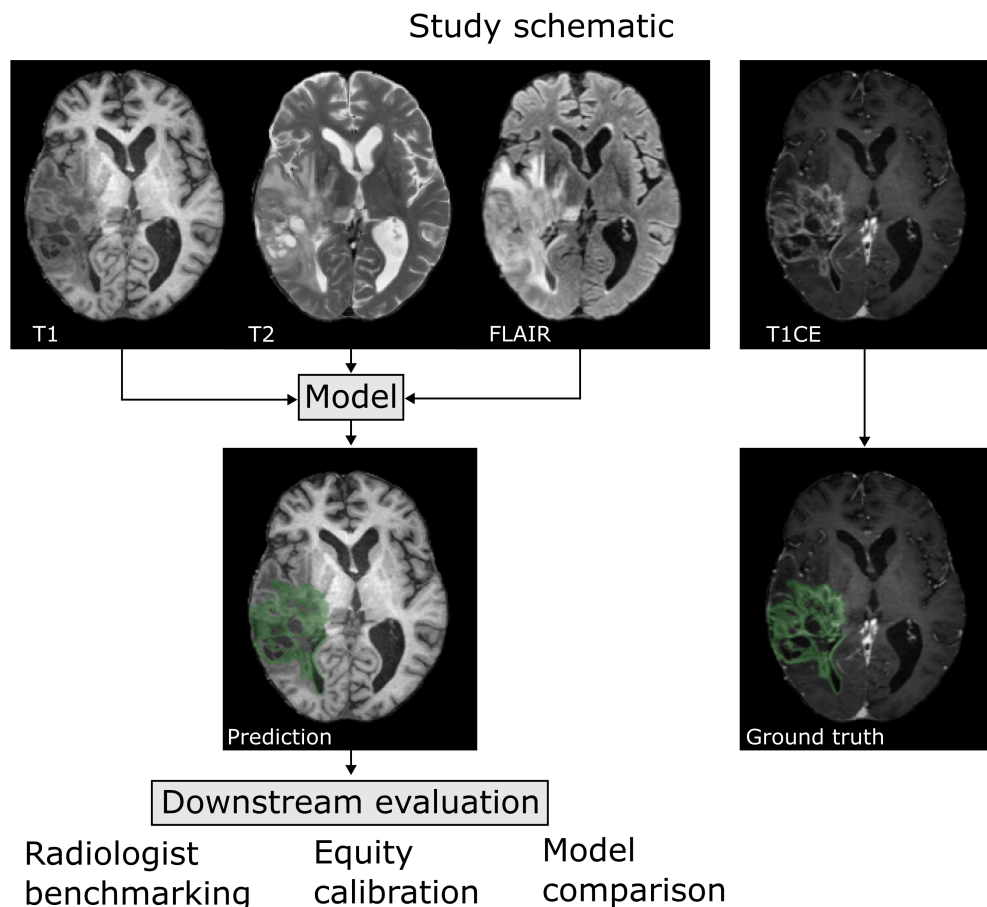 Study schematic
T1
T2
FLAIR
T1CE
Model
Prediction
Ground truth
Downstream evaluation
Radiologist
benchmarking
Equity
calibration
Model
comparison